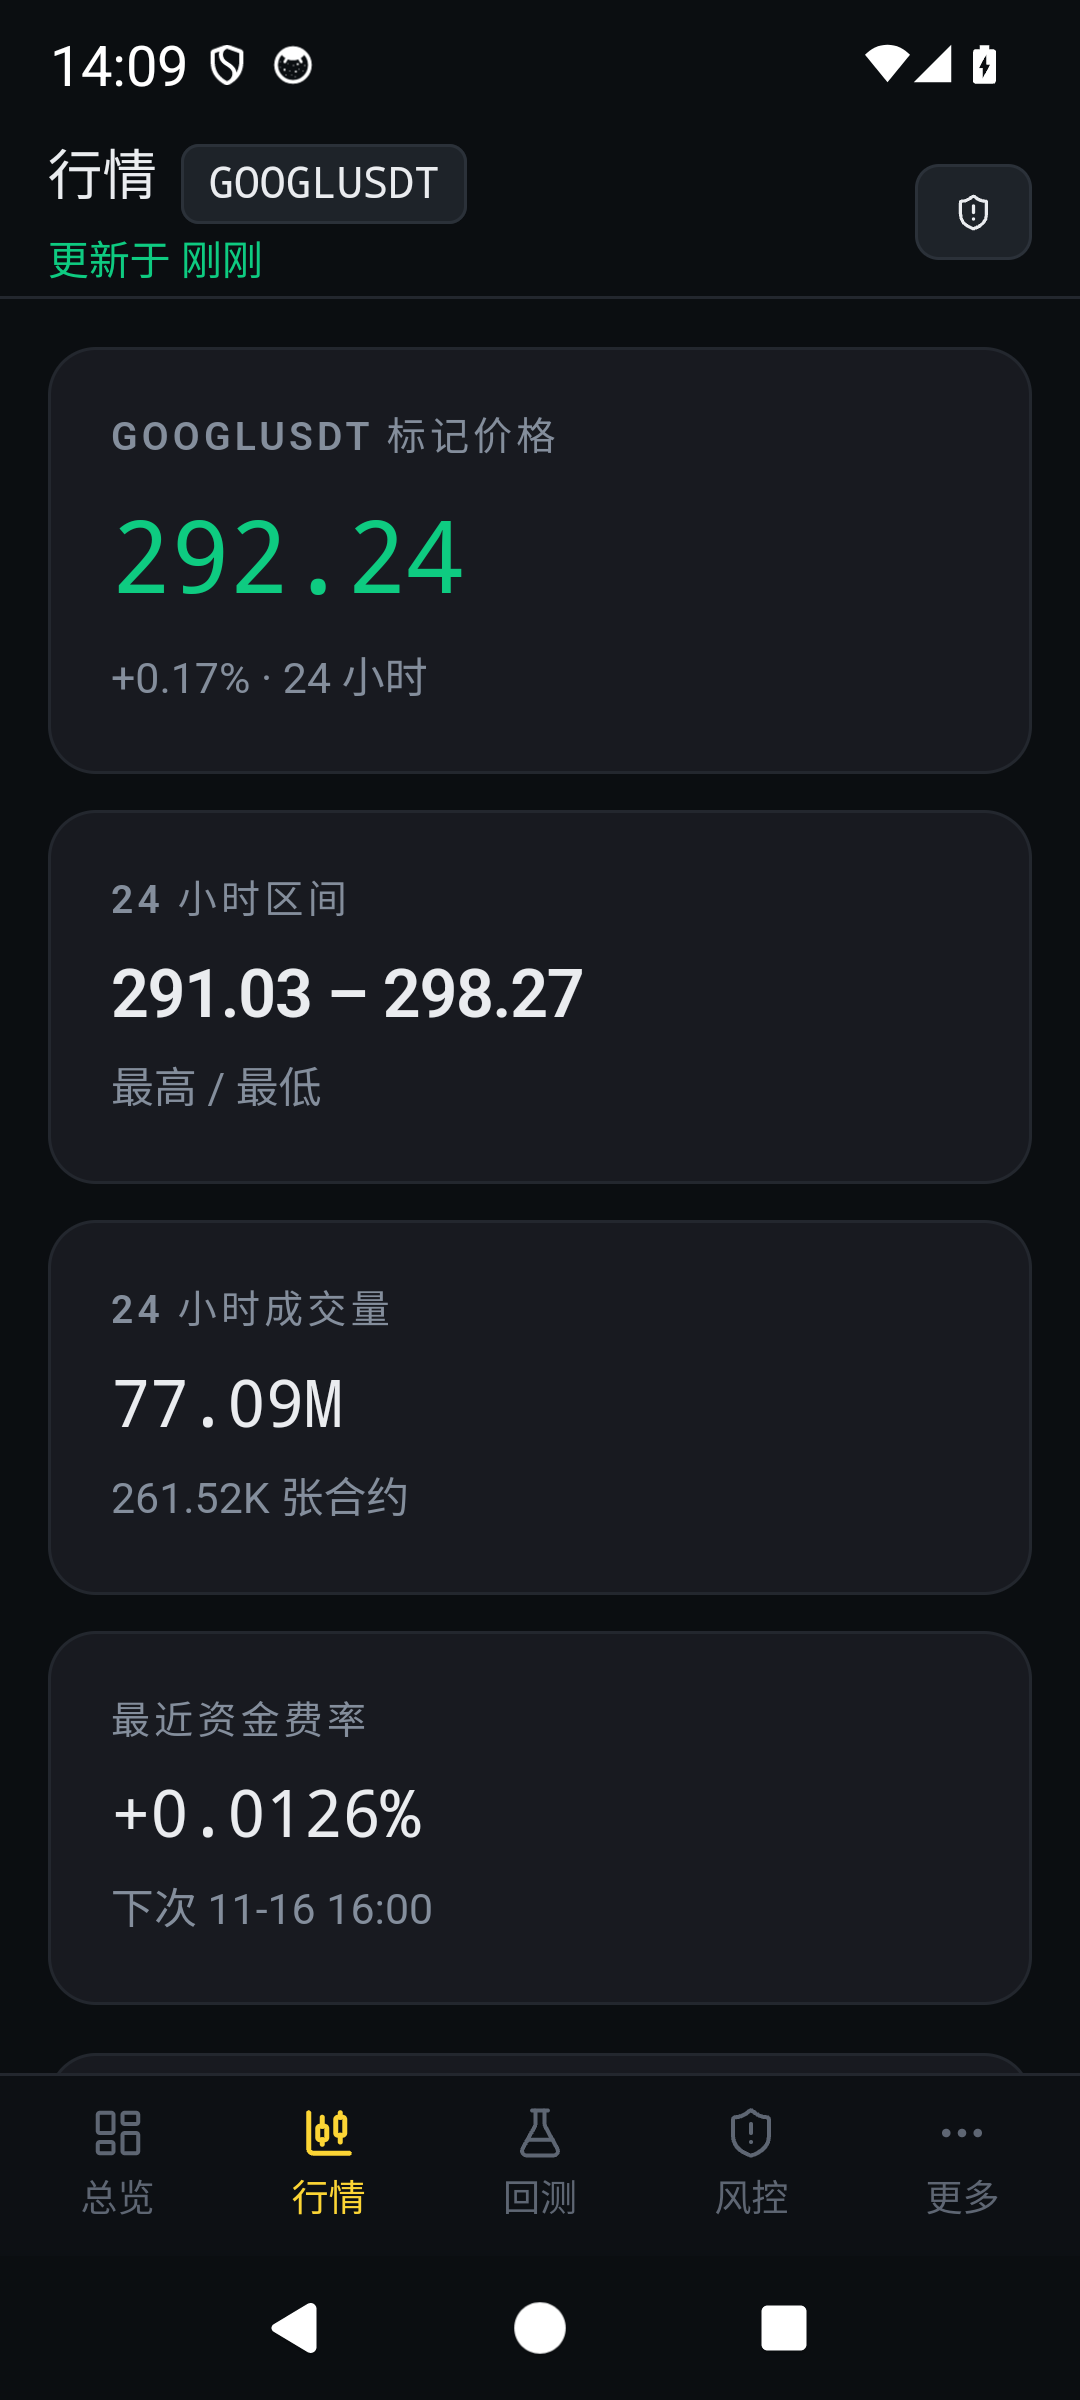 14:09
行情 GOOGLUSDT
更新于 刚刚
GOOGLUSDT 标记价格
292.24
+0.17% · 24 小时
24 小时区间
291.03 – 298.27
最高 / 最低
24 小时成交量
77.09M
261.52K 张合约
最近资金费率
+0.0126%
下次 11-16 16:00
总览 行情 回测 风控 更多